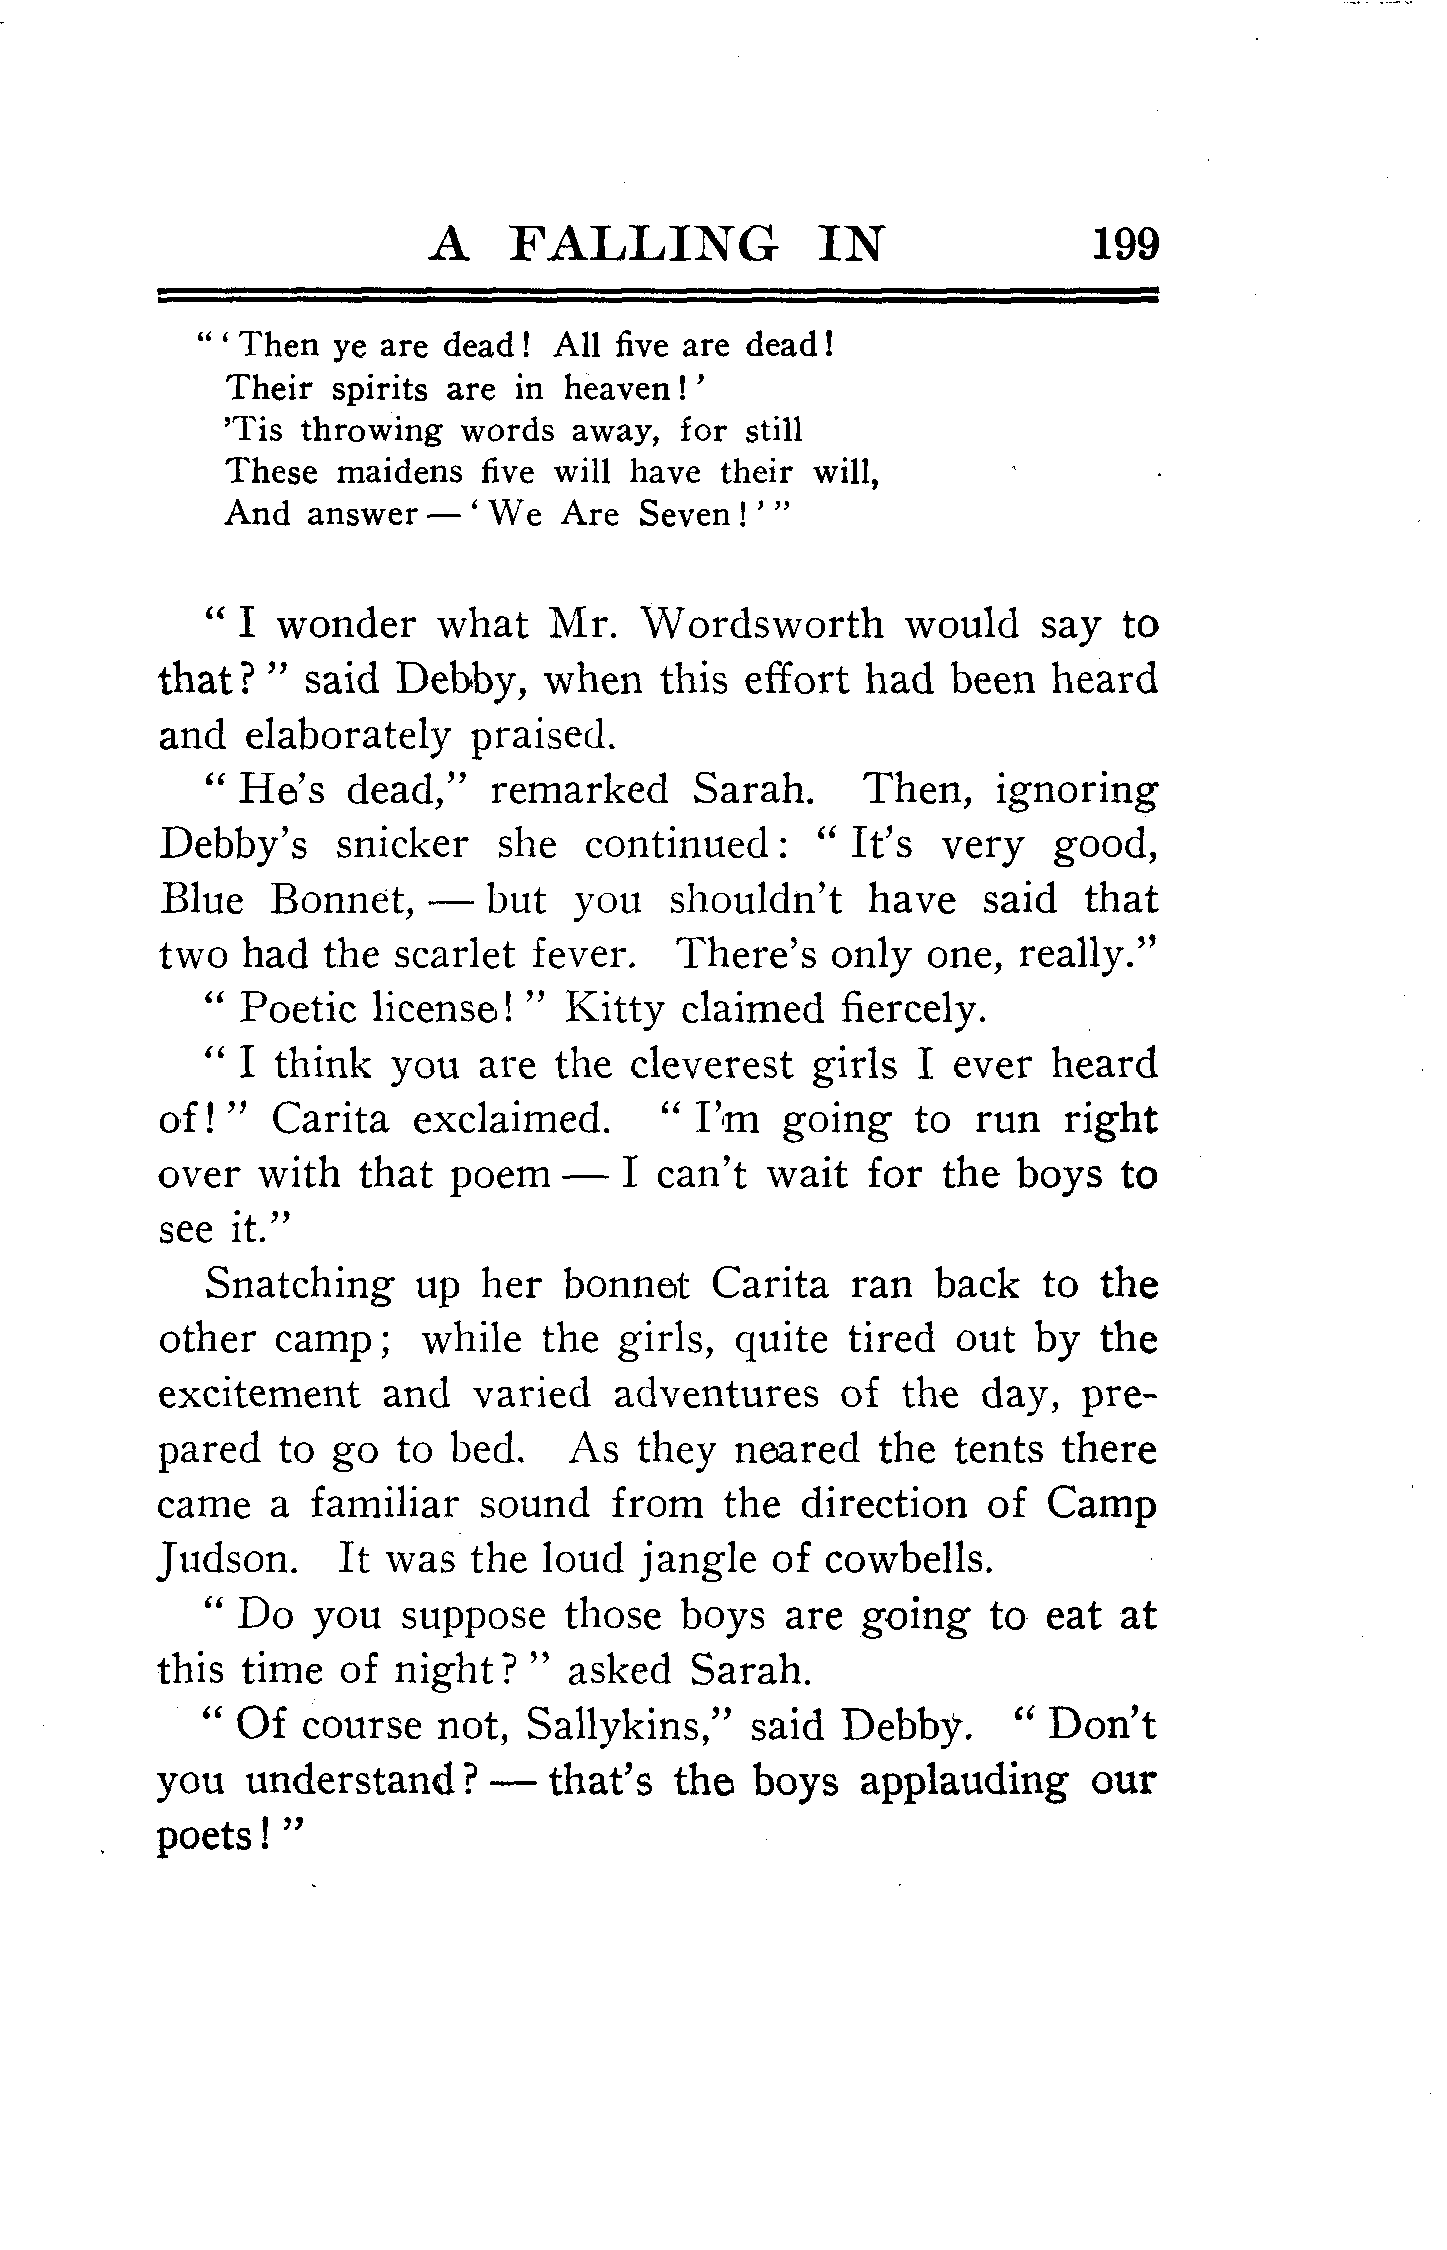 A FALLING IN 199
“‘Then ye are dead! All five are dead!
Their spirits are in heaven!’
’Tis throwing words away, for still
These maidens five will have their will,
And answer — ‘We Are Seven!’”
“I wonder what Mr. Wordsworth would say to
that?” said Debby, when this effort had been heard
and elaborately praised.
“He’s dead,” remarked Sarah. Then, ignoring
Debby’s snicker she continued: “It’s very good,
Blue Bonnet, — but you shouldn’t have said that
two had the scarlet fever. There’s only one, really.”
“Poetic license!” Kitty claimed fiercely.
“I think you are the cleverest girls I ever heard
of!” Carita exclaimed. “I’m going to run right
over with that poem — I can’t wait for the boys to
see it.”
Snatching up her bonnet Carita ran back to the
other camp; while the girls, quite tired out by the
excitement and varied adventures of the day, pre-
pared to go to bed. As they neared the tents there
came a familiar sound from the direction of Camp
Judson. It was the loud jangle of cowbells.
“Do you suppose those boys are going to eat at
this time of night?” asked Sarah.
“Of course not, Sallykins,” said Debby. “Don’t
you understand? — that’s the boys applauding our
poets!”